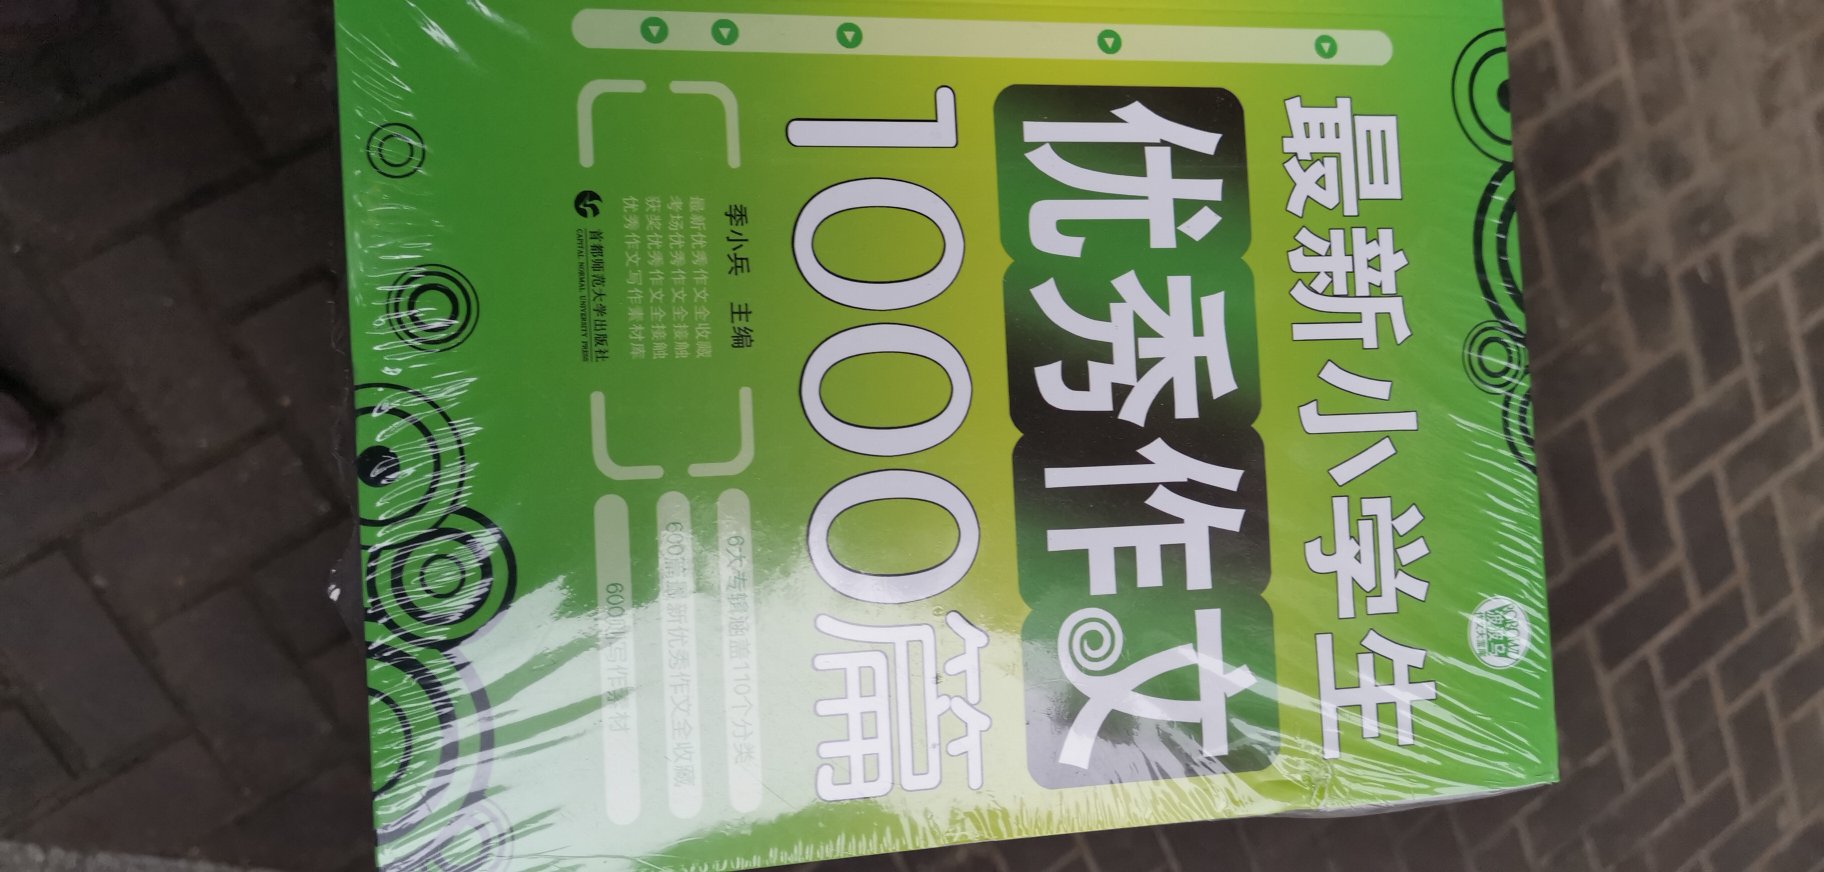 最新小学生
优秀作文
1000篇
季小兵 主编
最新优秀作文全收藏
考场优秀作文全接触
获奖优秀作文全接触
优秀作文写作素材库
6大专辑涵盖110个分类
600篇最新优秀作文全收藏
600则写作素材
首都师范大学出版社
CAPITAL NORMAL UNIVERSITY PRESS